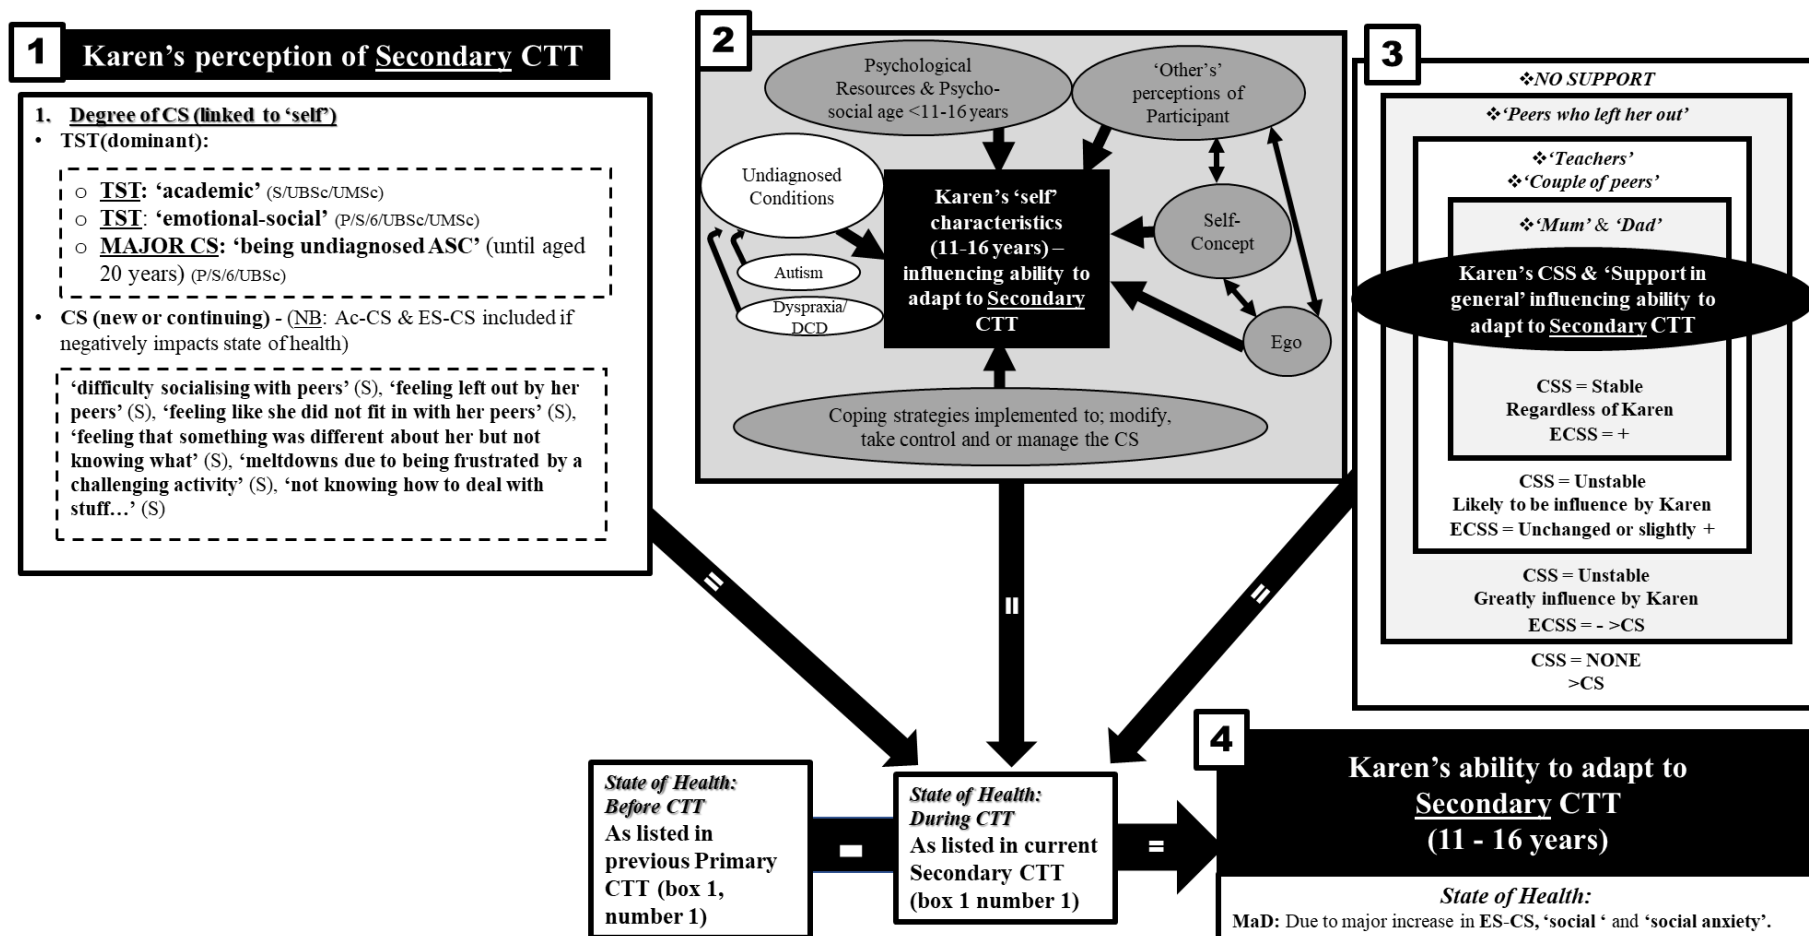 1
Karen's perception of Secondary CTT
1. Degree of CS (linked to 'self')
• TST(dominant):
o TST: 'academic' (S/UBSc/UMSc)
o TST: 'emotional-social' (P/S/6/UBSc/UMSc)
o MAJOR CS: 'being undiagnosed ASC' (until aged
20 years) (P/S/6/UBSc)
• CS (new or continuing) - (NB: Ac-CS & ES-CS included if
negatively impacts state of health)
'difficulty socialising with peers' (S), 'feeling left out by her
peers' (S), 'feeling like she did not fit in with her peers' (S),
'feeling that something was different about her but not
knowing what' (S), 'meltdowns due to being frustrated by a
challenging activity' (S), 'not knowing how to deal with
stuff…' (S)
2
Psychological
Resources & Psycho-
social age <11-16 years
'Other's'
perceptions of
Participant
Undiagnosed
Conditions
Autism
Dyspraxia/
DCD
Karen's 'self'
characteristics
(11-16 years) –
influencing ability to
adapt to Secondary
CTT
Self-
Concept
Ego
Coping strategies implemented to; modify,
take control and or manage the CS
3
❖NO SUPPORT
❖'Peers who left her out'
❖'Teachers'
❖'Couple of peers'
❖'Mum' & 'Dad'
Karen's CSS & 'Support in
general' influencing ability to
adapt to Secondary CTT
CSS = Stable
Regardless of Karen
ECSS = +
CSS = Unstable
Likely to be influence by Karen
ECSS = Unchanged or slightly +
CSS = Unstable
Greatly influence by Karen
ECSS = - >CS
CSS = NONE
>CS
=
=
=
State of Health:
Before CTT
As listed in
previous Primary
CTT (box 1,
number 1)
-
State of Health:
During CTT
As listed in current
Secondary CTT
(box 1 number 1)
=
4
Karen's ability to adapt to
Secondary CTT
(11 - 16 years)
State of Health:
MaD: Due to major increase in ES-CS, 'social ' and 'social anxiety'.